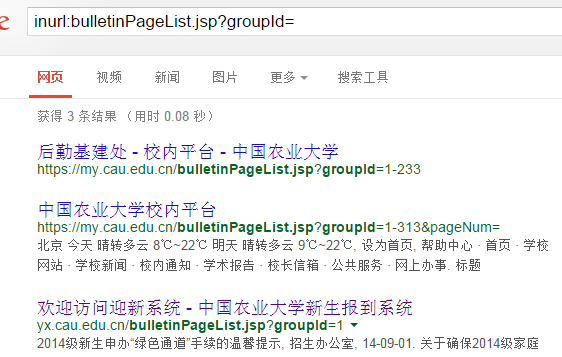 inurl:bulletinPageList.jsp?groupId=
网页 视频 新闻 图片 更多 搜索工具
获得 3 条结果 （用时 0.08 秒）
后勤基建处 - 校内平台 - 中国农业大学
https://my.cau.edu.cn/bulletinPageList.jsp?groupId=1-233
中国农业大学校内平台
https://my.cau.edu.cn/bulletinPageList.jsp?groupId=1-313&pageNum=
北京 今天 晴转多云 8℃~22℃ 明天 晴转多云 9℃~22℃, 设为首页, 帮助中心 · 首页 · 学校
网站 · 学校新闻 · 校内通知 · 学术报告 · 校长信箱 · 公共服务 · 网上办事. 标题
欢迎访问迎新系统 - 中国农业大学新生报到系统
yx.cau.edu.cn/bulletinPageList.jsp?groupId=1
2014级新生申办“绿色通道”手续的温馨提示, 招生办公室, 14-09-01. 关于确保2014级家庭